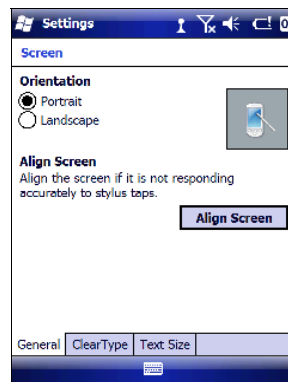 Settings
Screen
Orientation
Portrait
Landscape
Align Screen
Align the screen if it is not responding
accurately to stylus taps.
Align Screen
General ClearType Text Size